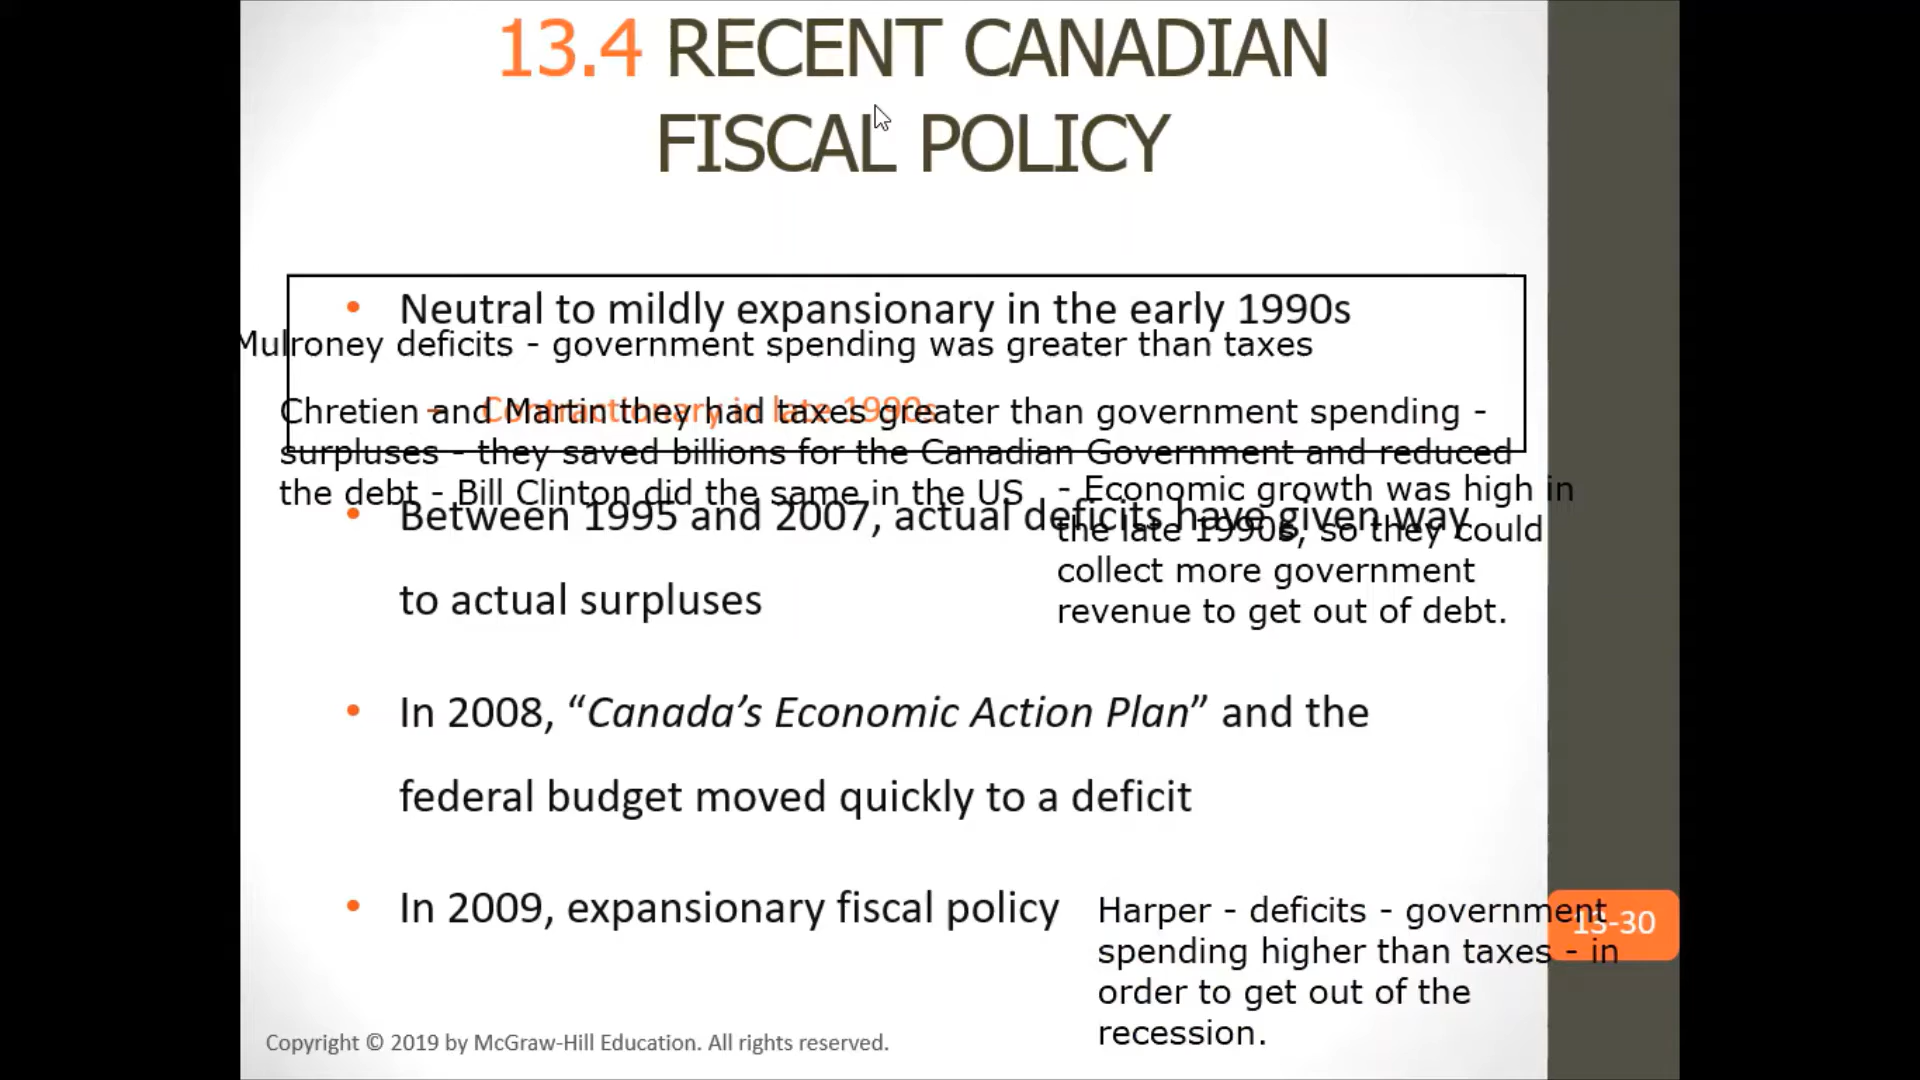 13.4 RECENT CANADIAN
FISCAL POLICY
• Neutral to mildly expansionary in the early 1990s
Mulroney deficits - government spending was greater than taxes
– Contractionary in late 1990s
Chretien and Martin they had taxes greater than government spending -
surpluses - they saved billions for the Canadian Government and reduced
the debt - Bill Clinton did the same in the US
• Between 1995 and 2007, actual deficits have given way
to actual surpluses
- Economic growth was high in
the late 1990s, so they could
collect more government
revenue to get out of debt.
• In 2008, “Canada’s Economic Action Plan” and the
federal budget moved quickly to a deficit
• In 2009, expansionary fiscal policy
Harper - deficits - government
spending higher than taxes - in
order to get out of the
recession.
13-30
Copyright © 2019 by McGraw-Hill Education. All rights reserved.